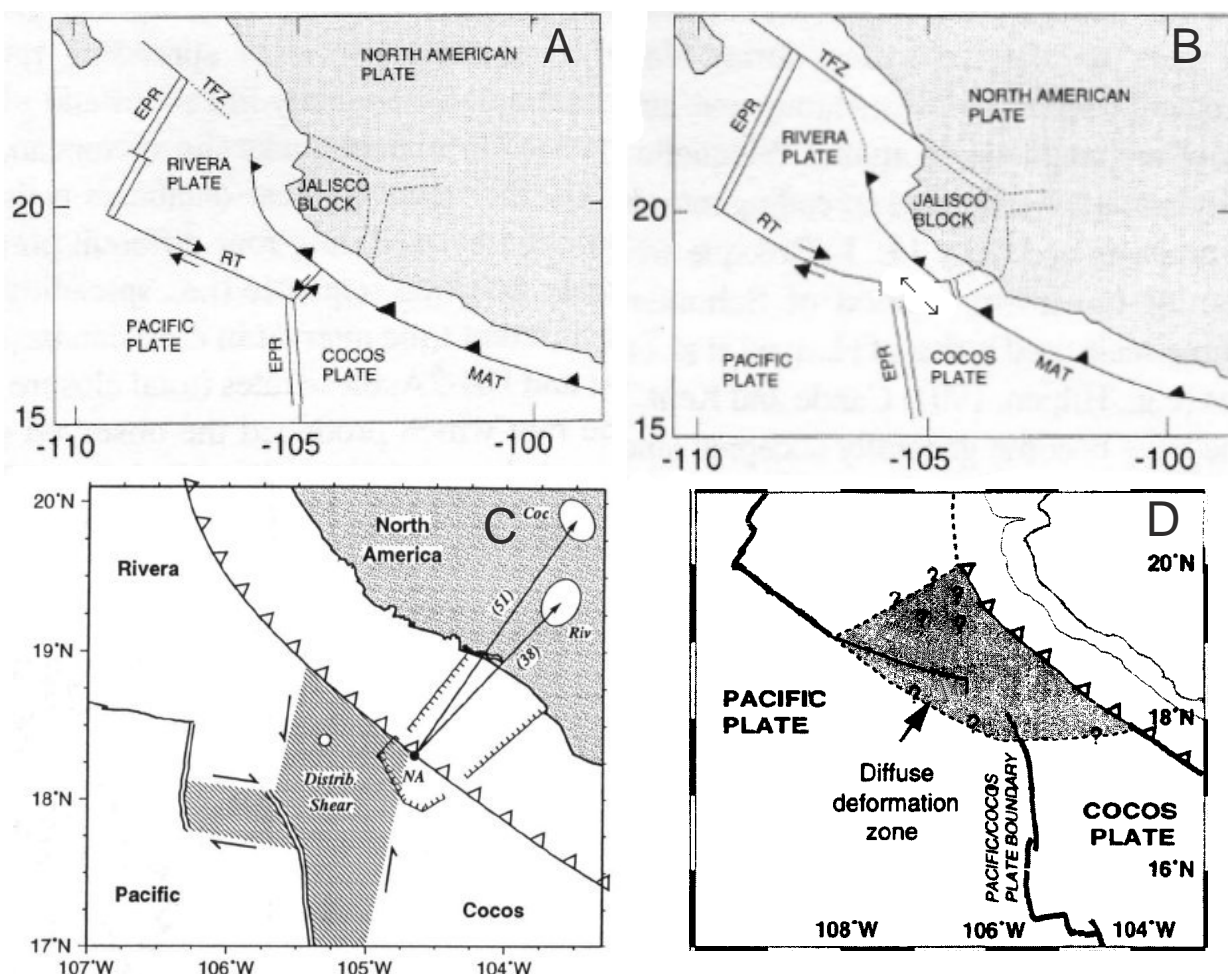 A
NORTH AMERICAN
PLATE
TFZ
EPR
RIVERA
PLATE
JALISCO
BLOCK
20
RT
PACIFIC
PLATE
EPR
COCOS
PLATE
MAT
15
-110
-105
-100
B
NORTH AMERICAN
PLATE
TFZ
EPR
RIVERA
PLATE
JALISCO
BLOCK
20
RT
PACIFIC
PLATE
EPR
COCOS
PLATE
MAT
15
-110
-105
-100
C
20°N
North
America
Coc
Rivera
(51)
Riv
(38)
19°N
Distrib.
Shear
NA
18°N
Pacific
Cocos
17°N
107°W
106°W
105°W
104°W
D
20°N
?
?
?
?
?
?
PACIFIC
PLATE
18°N
?
?
?
Diffuse
deformation
zone
PACIFIC/COCOS
PLATE BOUNDARY
COCOS
PLATE
16°N
108°W
106°W
104°W